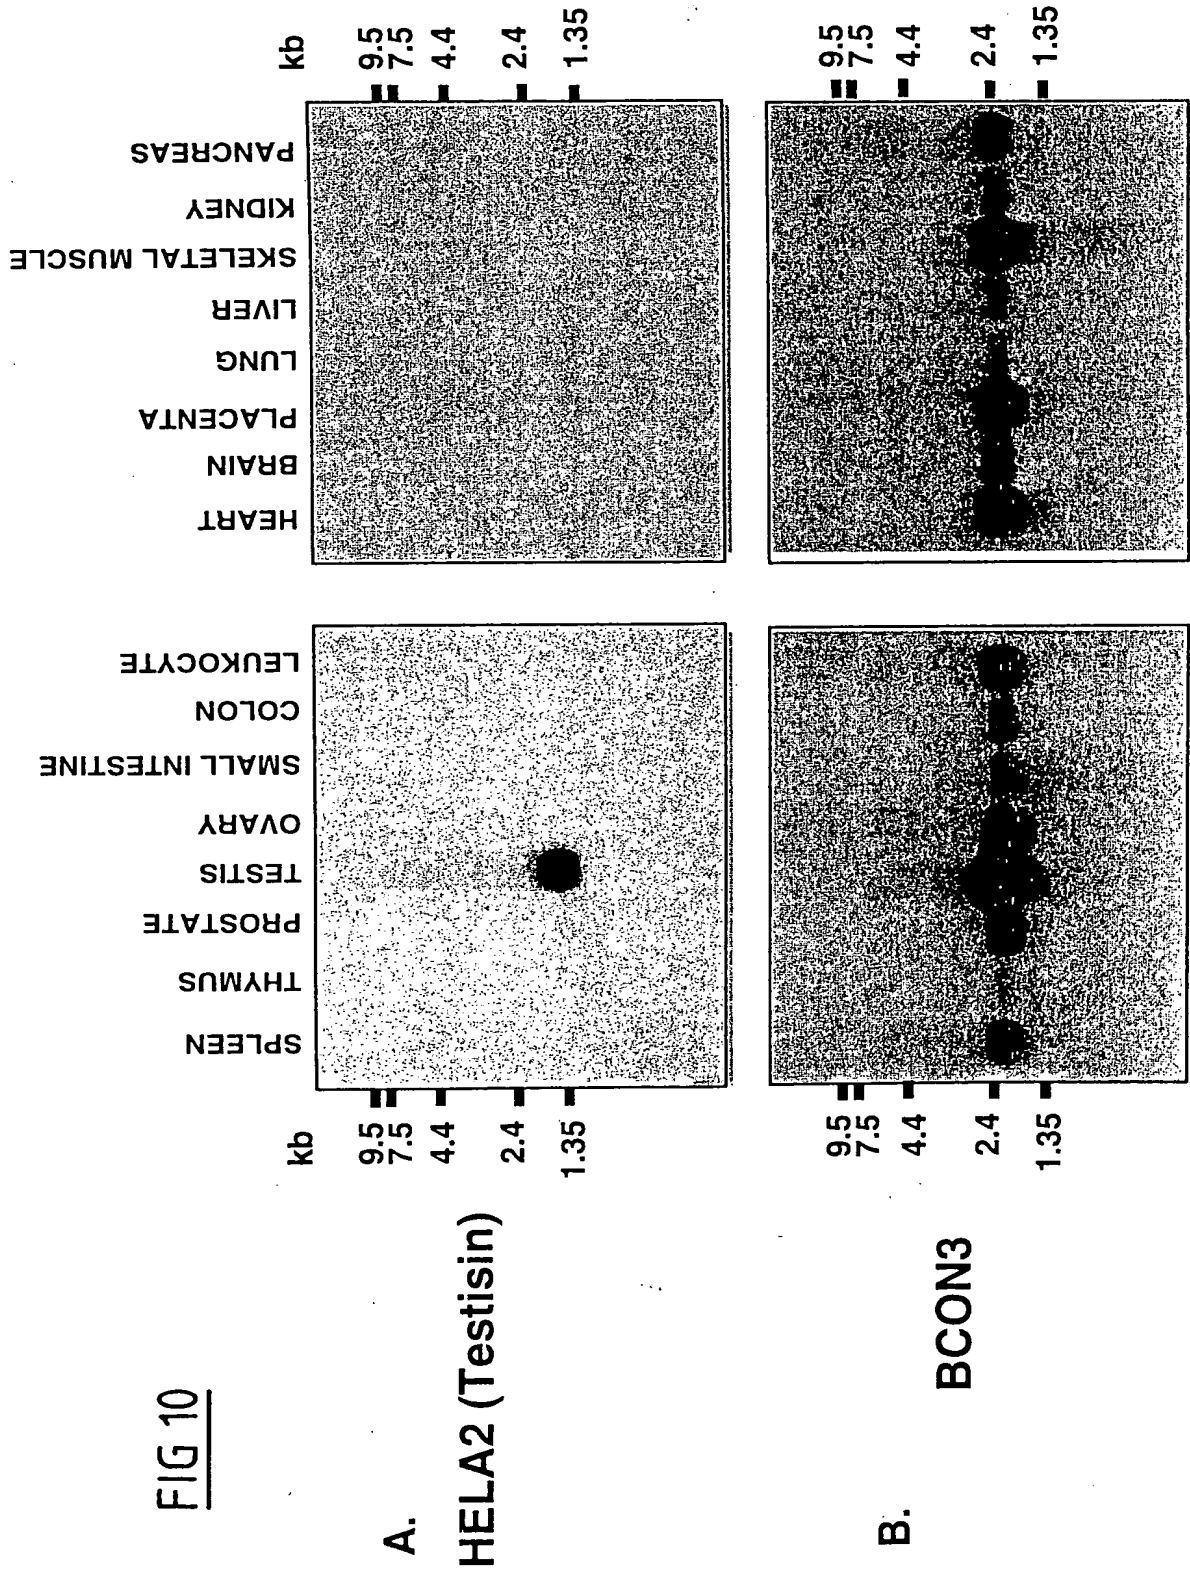 FIG 10
A.
HELA2 (Testisin)
kb
9.5
7.5
4.4
2.4
1.35
SPLEEN
THYMUS
PROSTATE
TESTIS
OVARY
SMALL INTESTINE
COLON
LEUKOCYTE
HEART
BRAIN
PLACENTA
LUNG
LIVER
SKELETAL MUSCLE
KIDNEY
PANCREAS
kb
9.5
7.5
4.4
2.4
1.35
B.
BCON3
9.5
7.5
4.4
2.4
1.35
9.5
7.5
4.4
2.4
1.35